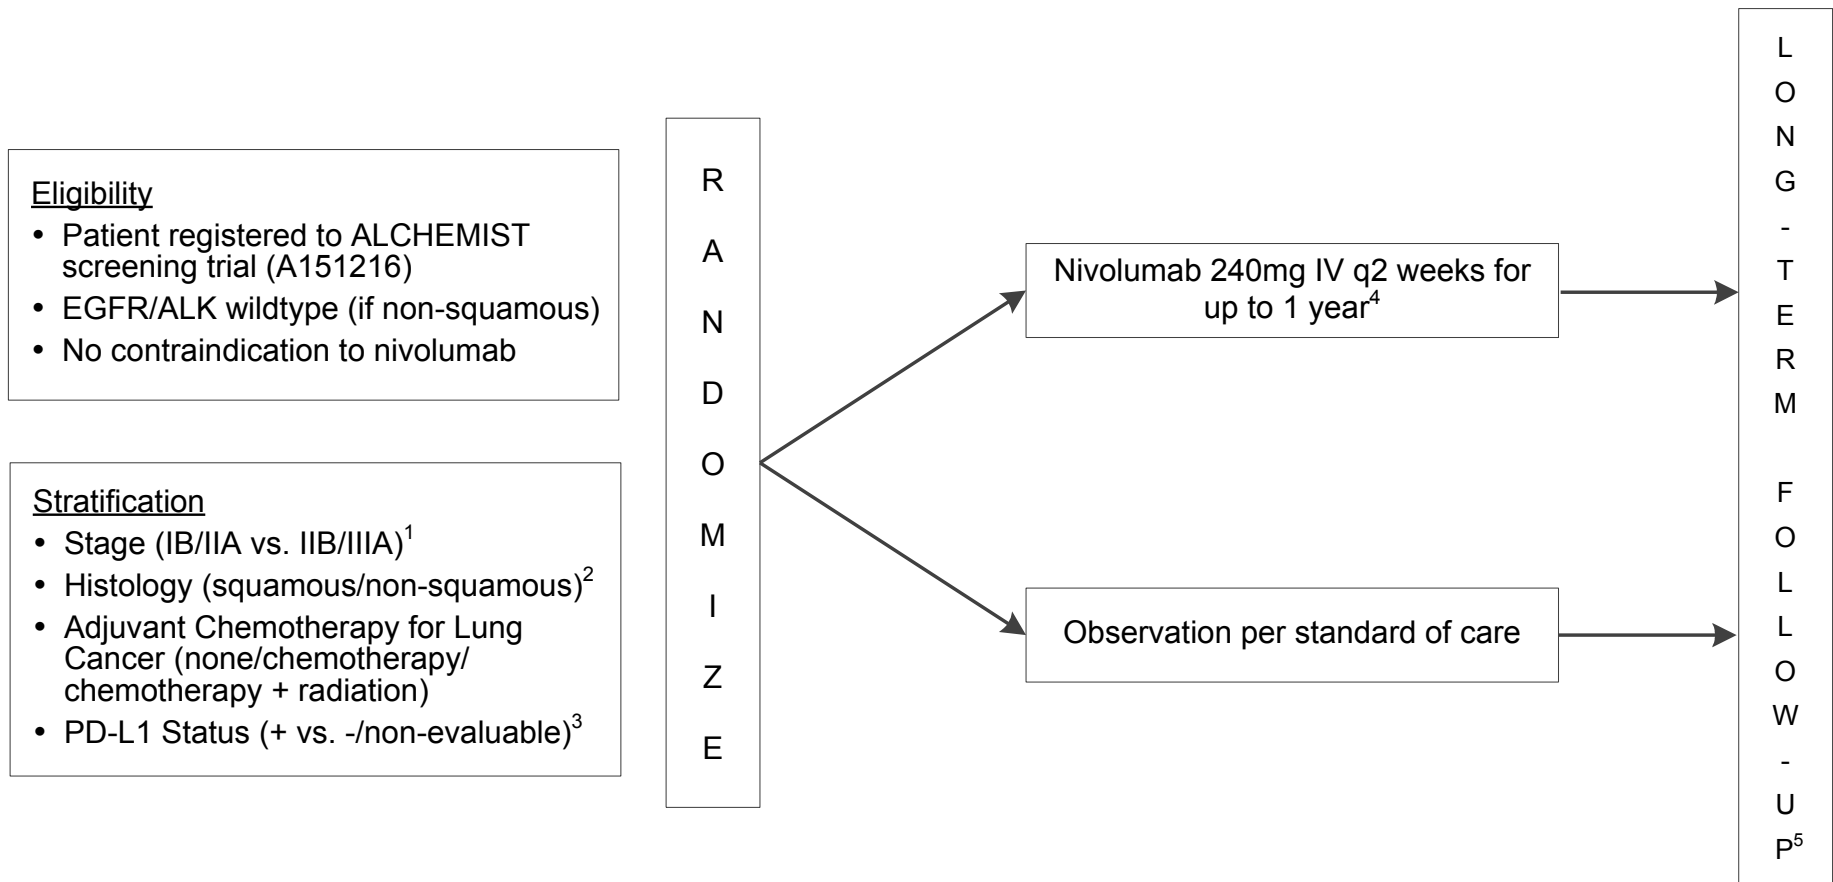 Eligibility
• Patient registered to ALCHEMIST
screening trial (A151216)
• EGFR/ALK wildtype (if non-squamous)
• No contraindication to nivolumab
Stratification
• Stage (IB/IIA vs. IIB/IIIA)1
• Histology (squamous/non-squamous)2
• Adjuvant Chemotherapy for Lung
Cancer (none/chemotherapy/
chemotherapy + radiation)
• PD-L1 Status (+ vs. -/non-evaluable)3
R
A
N
D
O
M
I
Z
E
Nivolumab 240mg IV q2 weeks for
up to 1 year4
Observation per standard of care
L
O
N
G
-
T
E
R
M
F
O
L
L
O
W
-
U
P5